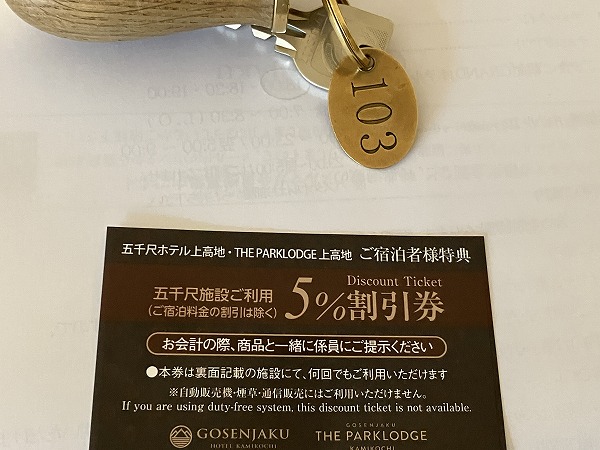 103
五千尺ホテル上高地・THE PARKLODGE 上高地 ご宿泊者様特典
Discount Ticket
五千尺施設ご利用
(ご宿泊料金の割引は除く)
5%割引券
お会計の際、商品と一緒に係員にご提示ください
●本券は裏面記載の施設にて、何回でもご利用いただけます
※自動販売機・煙草・通信販売にはご利用いただけません。
If you are using duty-free system, this discount ticket is not available.
GOSENJAKU
HOTEL KAMIKOCHI
GOSENJAKU
THE PARKLODGE
KAMIKOCHI